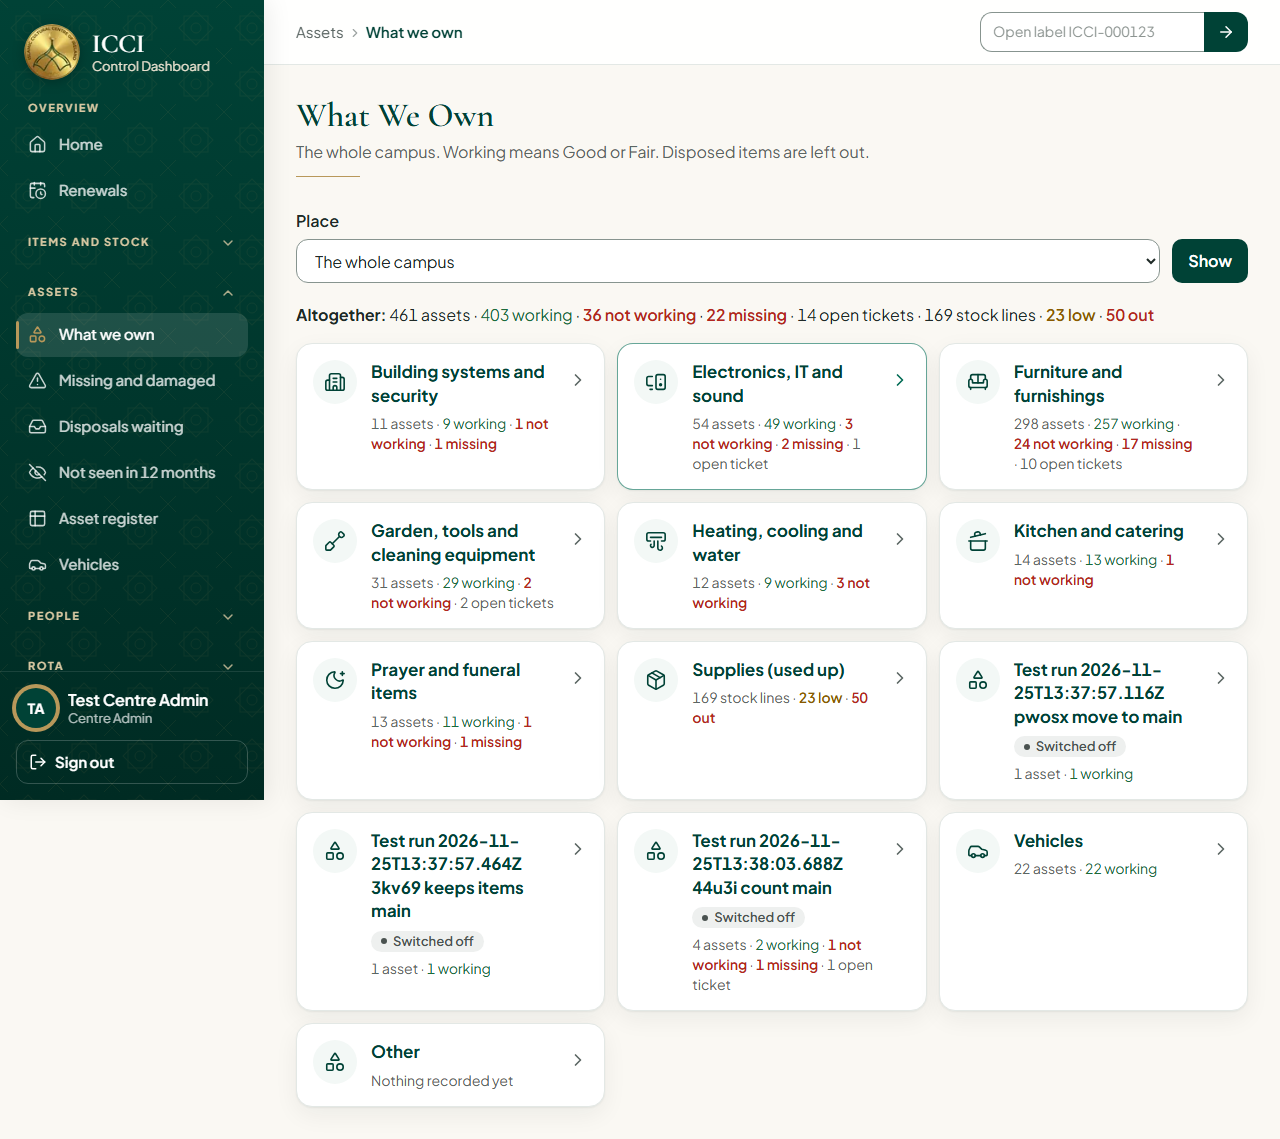 ICCI
Control Dashboard
OVERVIEW
Home
Renewals
ITEMS AND STOCK
ASSETS
What we own
Missing and damaged
Disposals waiting
Not seen in 12 months
Asset register
Vehicles
PEOPLE
ROTA
TA
Test Centre Admin
Centre Admin
Sign out
Assets > What we own
Open label ICCI-000123
What We Own
The whole campus. Working means Good or Fair. Disposed items are left out.
Place
The whole campus
Show
Altogether: 461 assets · 403 working · 36 not working · 22 missing · 14 open tickets · 169 stock lines · 23 low · 50 out
Building systems and
security
11 assets · 9 working · 1 not
working · 1 missing
Electronics, IT and
sound
54 assets · 49 working · 3
not working · 2 missing · 1
open ticket
Furniture and
furnishings
298 assets · 257 working ·
24 not working · 17 missing
· 10 open tickets
Garden, tools and
cleaning equipment
31 assets · 29 working · 2
not working · 2 open tickets
Heating, cooling and
water
12 assets · 9 working · 3 not
working
Kitchen and catering
14 assets · 13 working · 1
not working
Prayer and funeral
items
13 assets · 11 working · 1
not working · 1 missing
Supplies (used up)
169 stock lines · 23 low · 50
out
Test run 2026-11-
25T13:37:57.116Z
pwosx move to main
Switched off
1 asset · 1 working
Test run 2026-11-
25T13:37:57.464Z
3kv69 keeps items
main
Switched off
1 asset · 1 working
Test run 2026-11-
25T13:38:03.688Z
44u3i count main
Switched off
4 assets · 2 working · 1 not
working · 1 missing · 1 open
ticket
Vehicles
22 assets · 22 working
Other
Nothing recorded yet